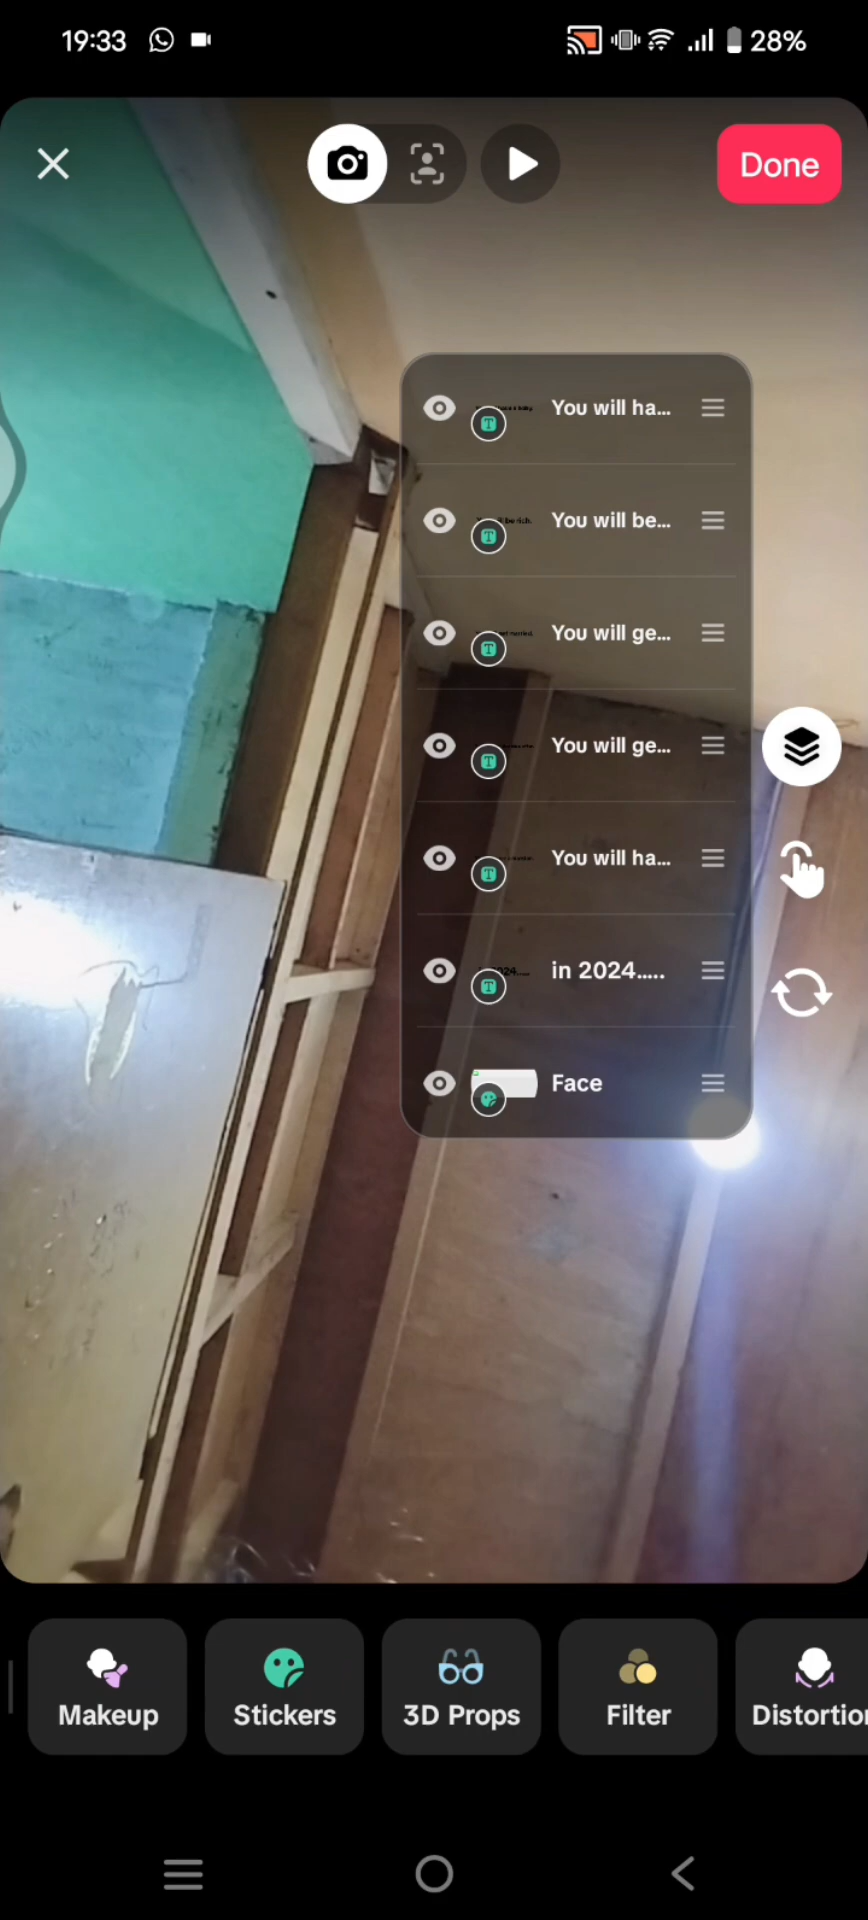 19:33
28%
Done
You will ha...
You will be...
You will ge...
You will ge...
You will ha...
in 2024.....
Face
Makeup
Stickers
3D Props
Filter
Distortion